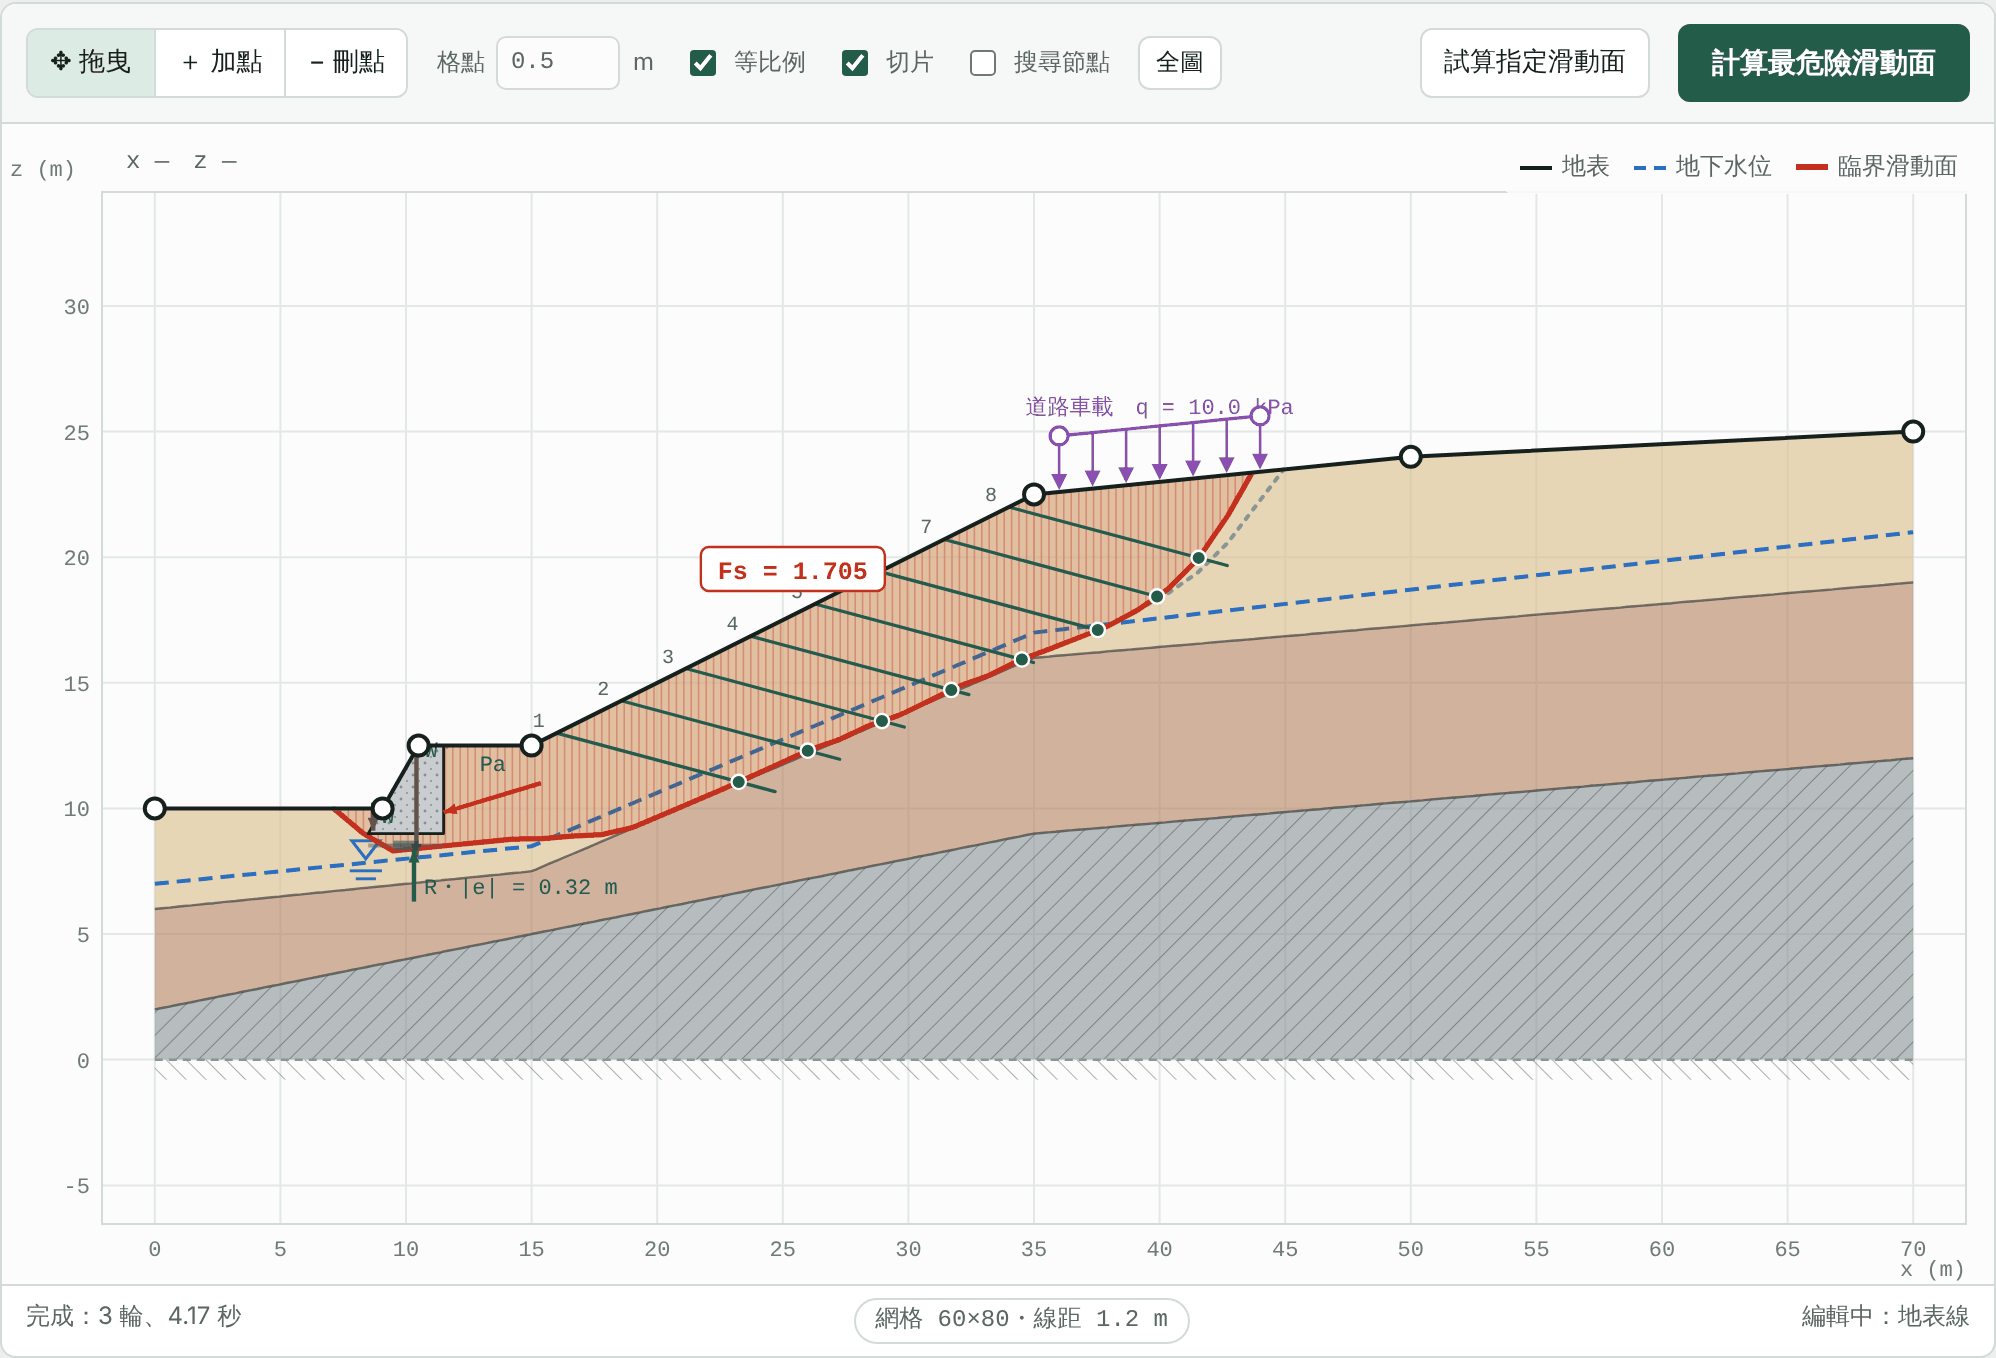 ✥ 拖曳 + 加點 − 刪點 格點 0.5 m 等比例 切片 搜尋節點 全圖 試算指定滑動面 計算最危險滑動面
z (m) x — z — 地表 地下水位 臨界滑動面
30
道路車載 q = 10.0 kPa
25
8
7
20
Fs = 1.705
5
4
3
15
2
1
W
Pa
10
W
R·|e| = 0.32 m
5
0
-5
0 5 10 15 20 25 30 35 40 45 50 55 60 65 70
x (m)
完成：3 輪、4.17 秒 網格 60×80·線距 1.2 m 編輯中：地表線